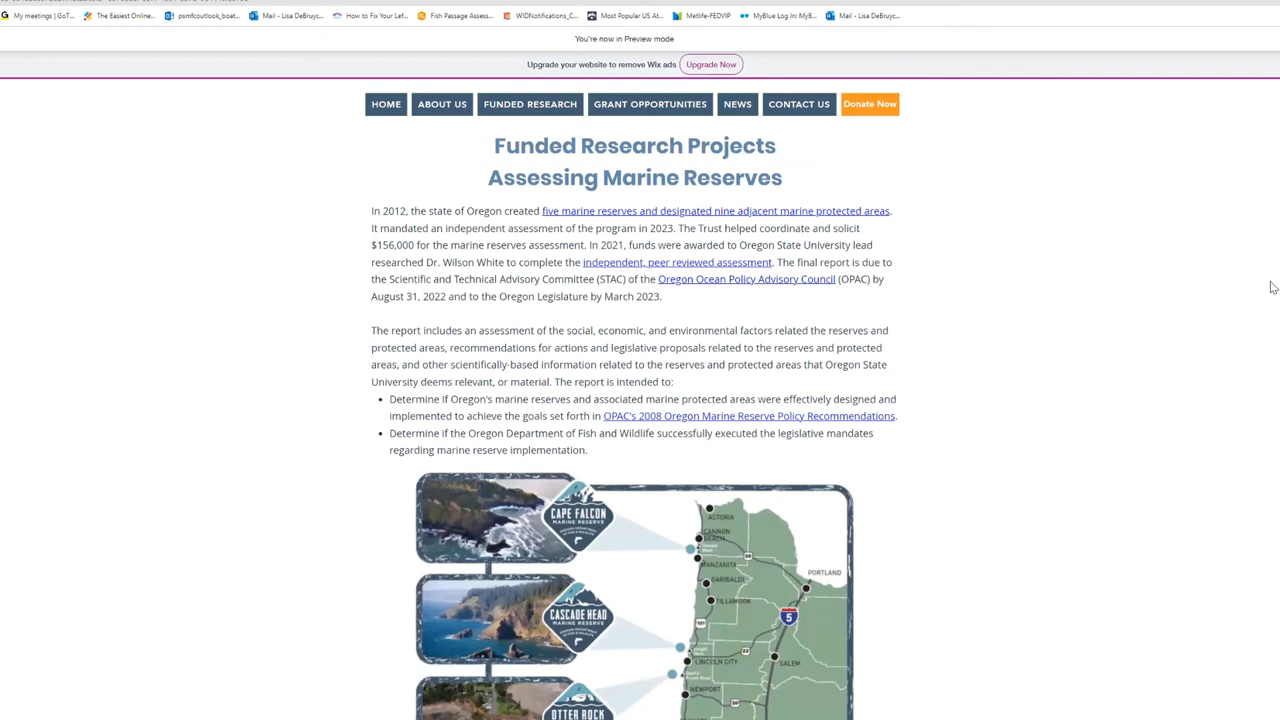 My meetings | GoT...
The Easiest Online...
psmfcoutlook_boat...
Mail - Lisa DeBruyc...
How to Fix Your Lef...
Fish Passage Assess...
WIDNotifications_C...
Most Popular US At...
Metlife-FEDVIP
MyBlue Log In: MyB...
Mail - Lisa DeBruyc...
You're now in Preview mode
Upgrade your website to remove Wix ads Upgrade Now
HOME ABOUT US FUNDED RESEARCH GRANT OPPORTUNITIES NEWS CONTACT US Donate Now
Funded Research Projects
Assessing Marine Reserves
In 2012, the state of Oregon created five marine reserves and designated nine adjacent marine protected areas.
It mandated an independent assessment of the program in 2023. The Trust helped coordinate and solicit
$156,000 for the marine reserves assessment. In 2021, funds were awarded to Oregon State University lead
researched Dr. Wilson White to complete the independent, peer reviewed assessment. The final report is due to
the Scientific and Technical Advisory Committee (STAC) of the Oregon Ocean Policy Advisory Council (OPAC) by
August 31, 2022 and to the Oregon Legislature by March 2023.
The report includes an assessment of the social, economic, and environmental factors related the reserves and
protected areas, recommendations for actions and legislative proposals related to the reserves and protected
areas, and other scientifically-based information related to the reserves and protected areas that Oregon State
University deems relevant, or material. The report is intended to:
• Determine if Oregon's marine reserves and associated marine protected areas were effectively designed and
implemented to achieve the goals set forth in OPAC's 2008 Oregon Marine Reserve Policy Recommendations.
• Determine if the Oregon Department of Fish and Wildlife successfully executed the legislative mandates
regarding marine reserve implementation.
CAPE FALCON
MARINE RESERVE
ASTORIA
CANNON
BEACH
26
MANZANITA
PORTLAND
GARIBALDI
TILLAMOOK
CASCADE HEAD
MARINE RESERVE
101
5
22
LINCOLN CITY
SALEM
OTTER ROCK
NEWPORT
20